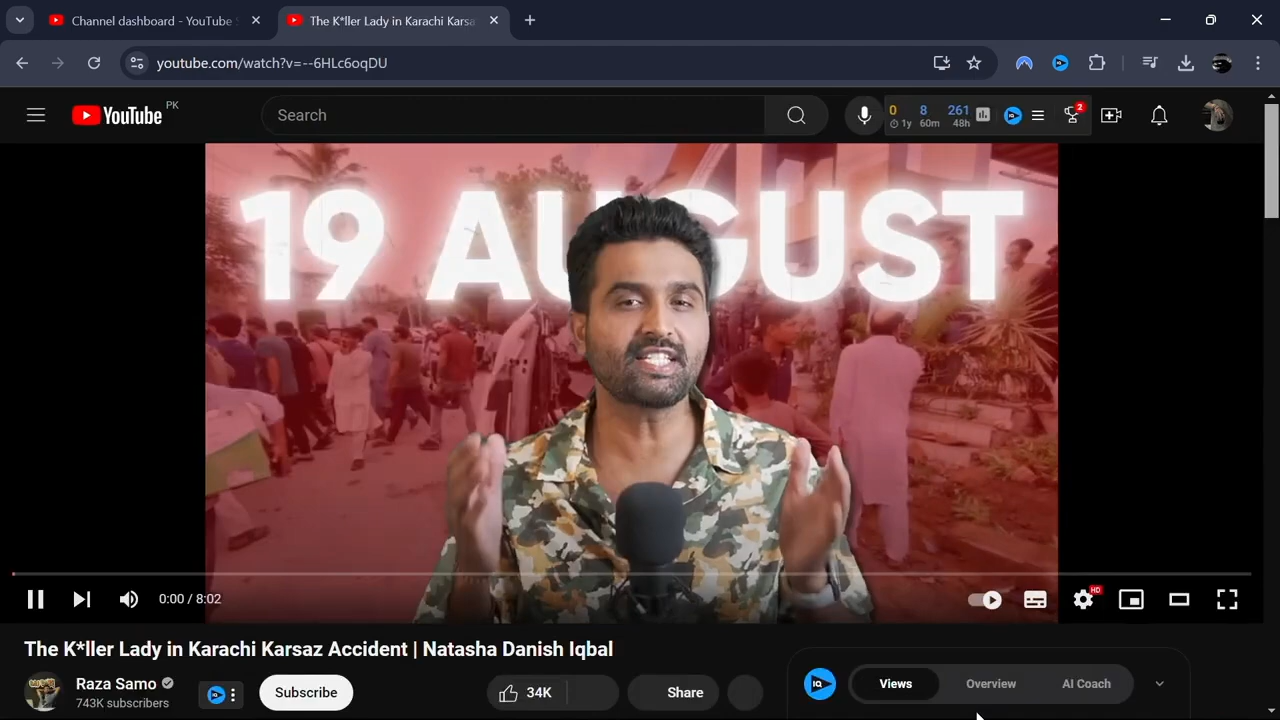 Channel dashboard - YouTube
The K*ller Lady in Karachi Karsa
youtube.com/watch?v=--6HLc6oqDU
YouTube PK
Search
0 8 261
1y 60m 48h
2
19 AUGUST
0:00 / 8:02
HD
The K*ller Lady in Karachi Karsaz Accident | Natasha Danish Iqbal
Raza Samo
743K subscribers
IQ
Subscribe
34K
Share
IQ
Views
Overview
AI Coach